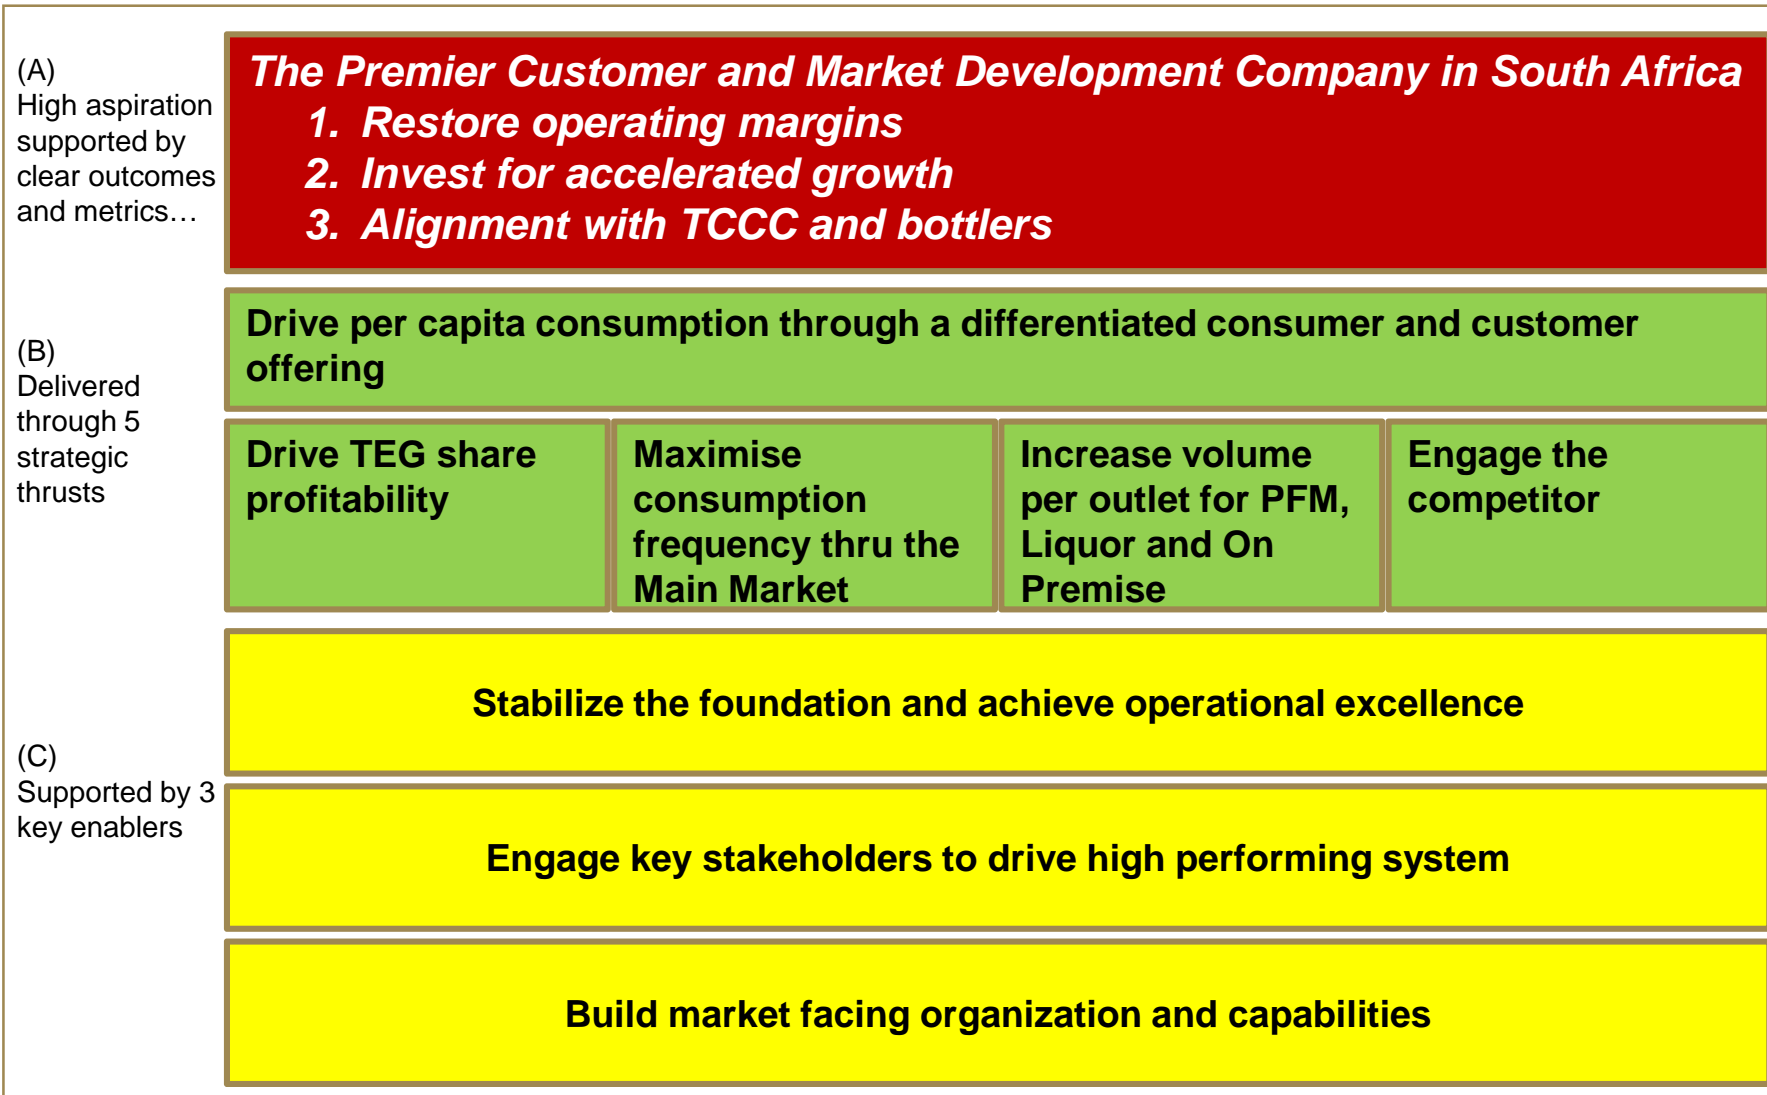 (A)
High aspiration
supported by
clear outcomes
and metrics…
The Premier Customer and Market Development Company in South Africa
1. Restore operating margins
2. Invest for accelerated growth
3. Alignment with TCCC and bottlers
(B)
Delivered
through 5
strategic
thrusts
Drive per capita consumption through a differentiated consumer and customer
offering
Drive TEG share
profitability
Maximise
consumption
frequency thru the
Main Market
Increase volume
per outlet for PFM,
Liquor and On
Premise
Engage the
competitor
(C)
Supported by 3
key enablers
Stabilize the foundation and achieve operational excellence
Engage key stakeholders to drive high performing system
Build market facing organization and capabilities